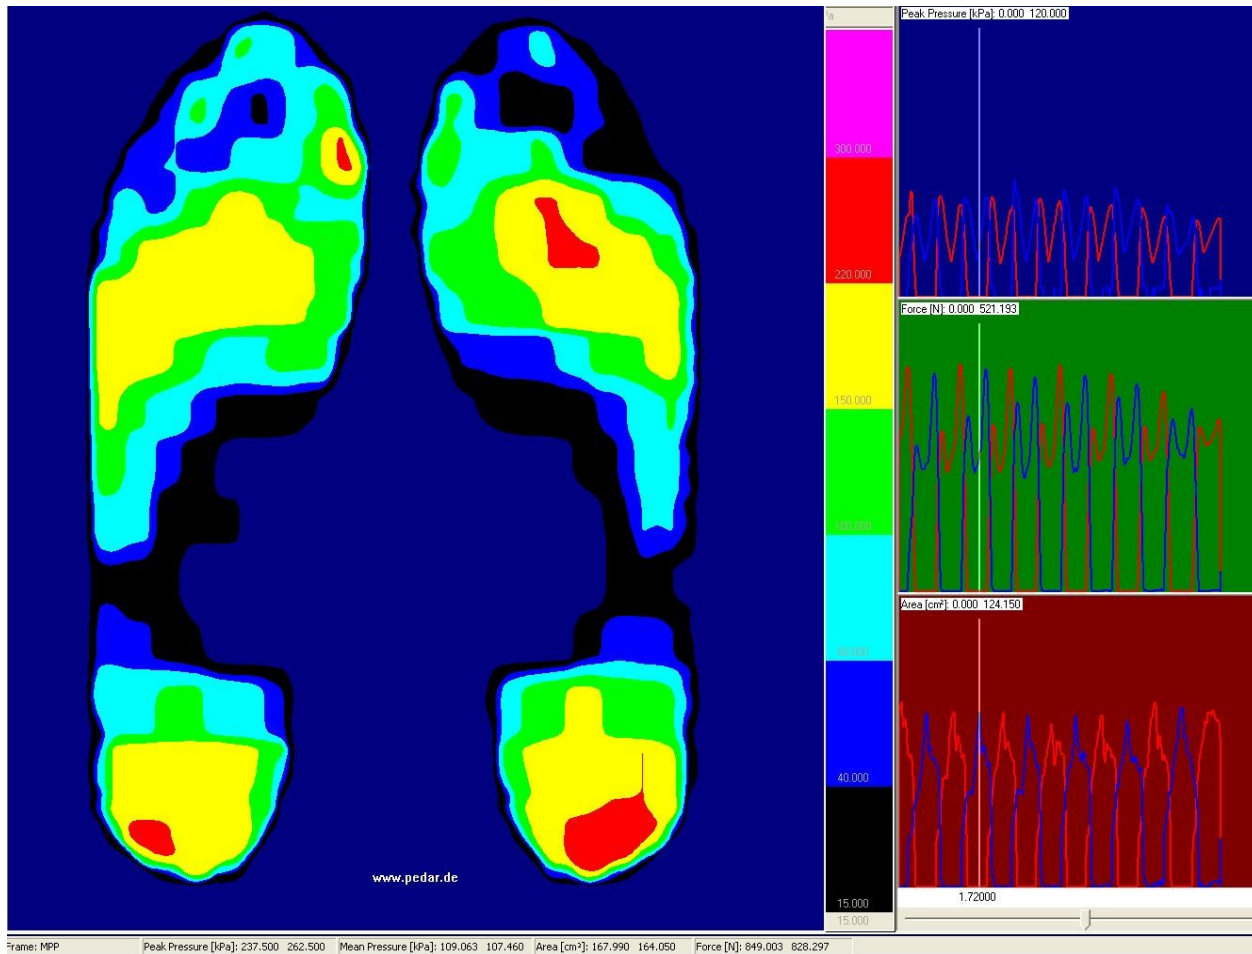 Peak Pressure [kPa]: 0.000 120.000
300.000
220.000
Force [N]: 0.000 521.193
150.000
100.000
Area [cm²]: 0.000 124.150
60.000
40.000
www.pedar.de
15.000
1.72000
15.000
Frame: MPP Peak Pressure [kPa]: 237.500 262.500 Mean Pressure [kPa]: 109.063 107.460 Area [cm²]: 167.990 164.050 Force [N]: 849.003 828.297